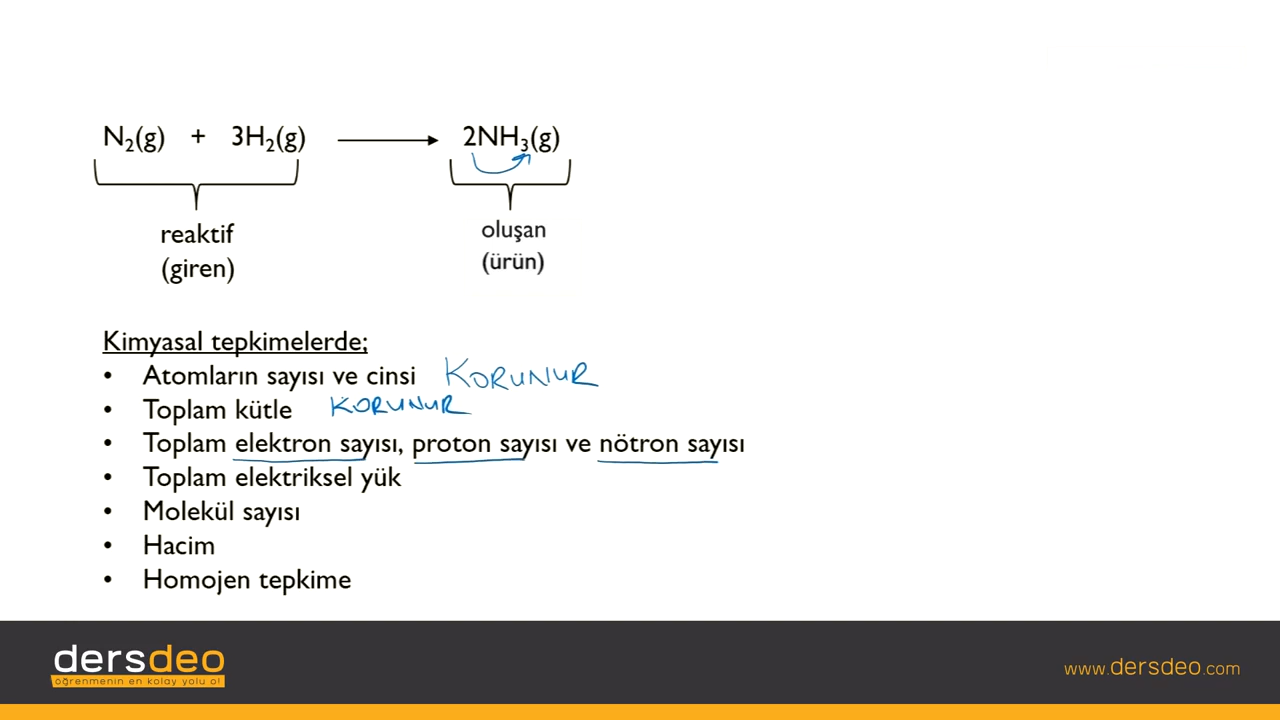 N₂(g) + 3H₂(g) ⟶ 2NH₃(g)
reaktif
(giren)
oluşan
(ürün)
Kimyasal tepkimelerde;
• Atomların sayısı ve cinsi KORUNUR
• Toplam kütle KORUNUR
• Toplam elektron sayısı, proton sayısı ve nötron sayısı
• Toplam elektriksel yük
• Molekül sayısı
• Hacim
• Homojen tepkime
dersdeo
öğrenmenin en kolay yolu o!
www.dersdeo.com